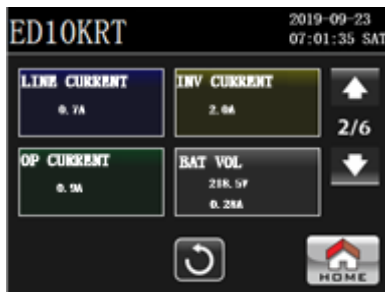 ED10KRT
2019-09-23
07:01:35 SAT
LINE CURRENT
0.7A
INV CURRENT
2.0A
2/6
OP CURRENT
0.9A
BAT VOL
218.5V
0.28A
HOME